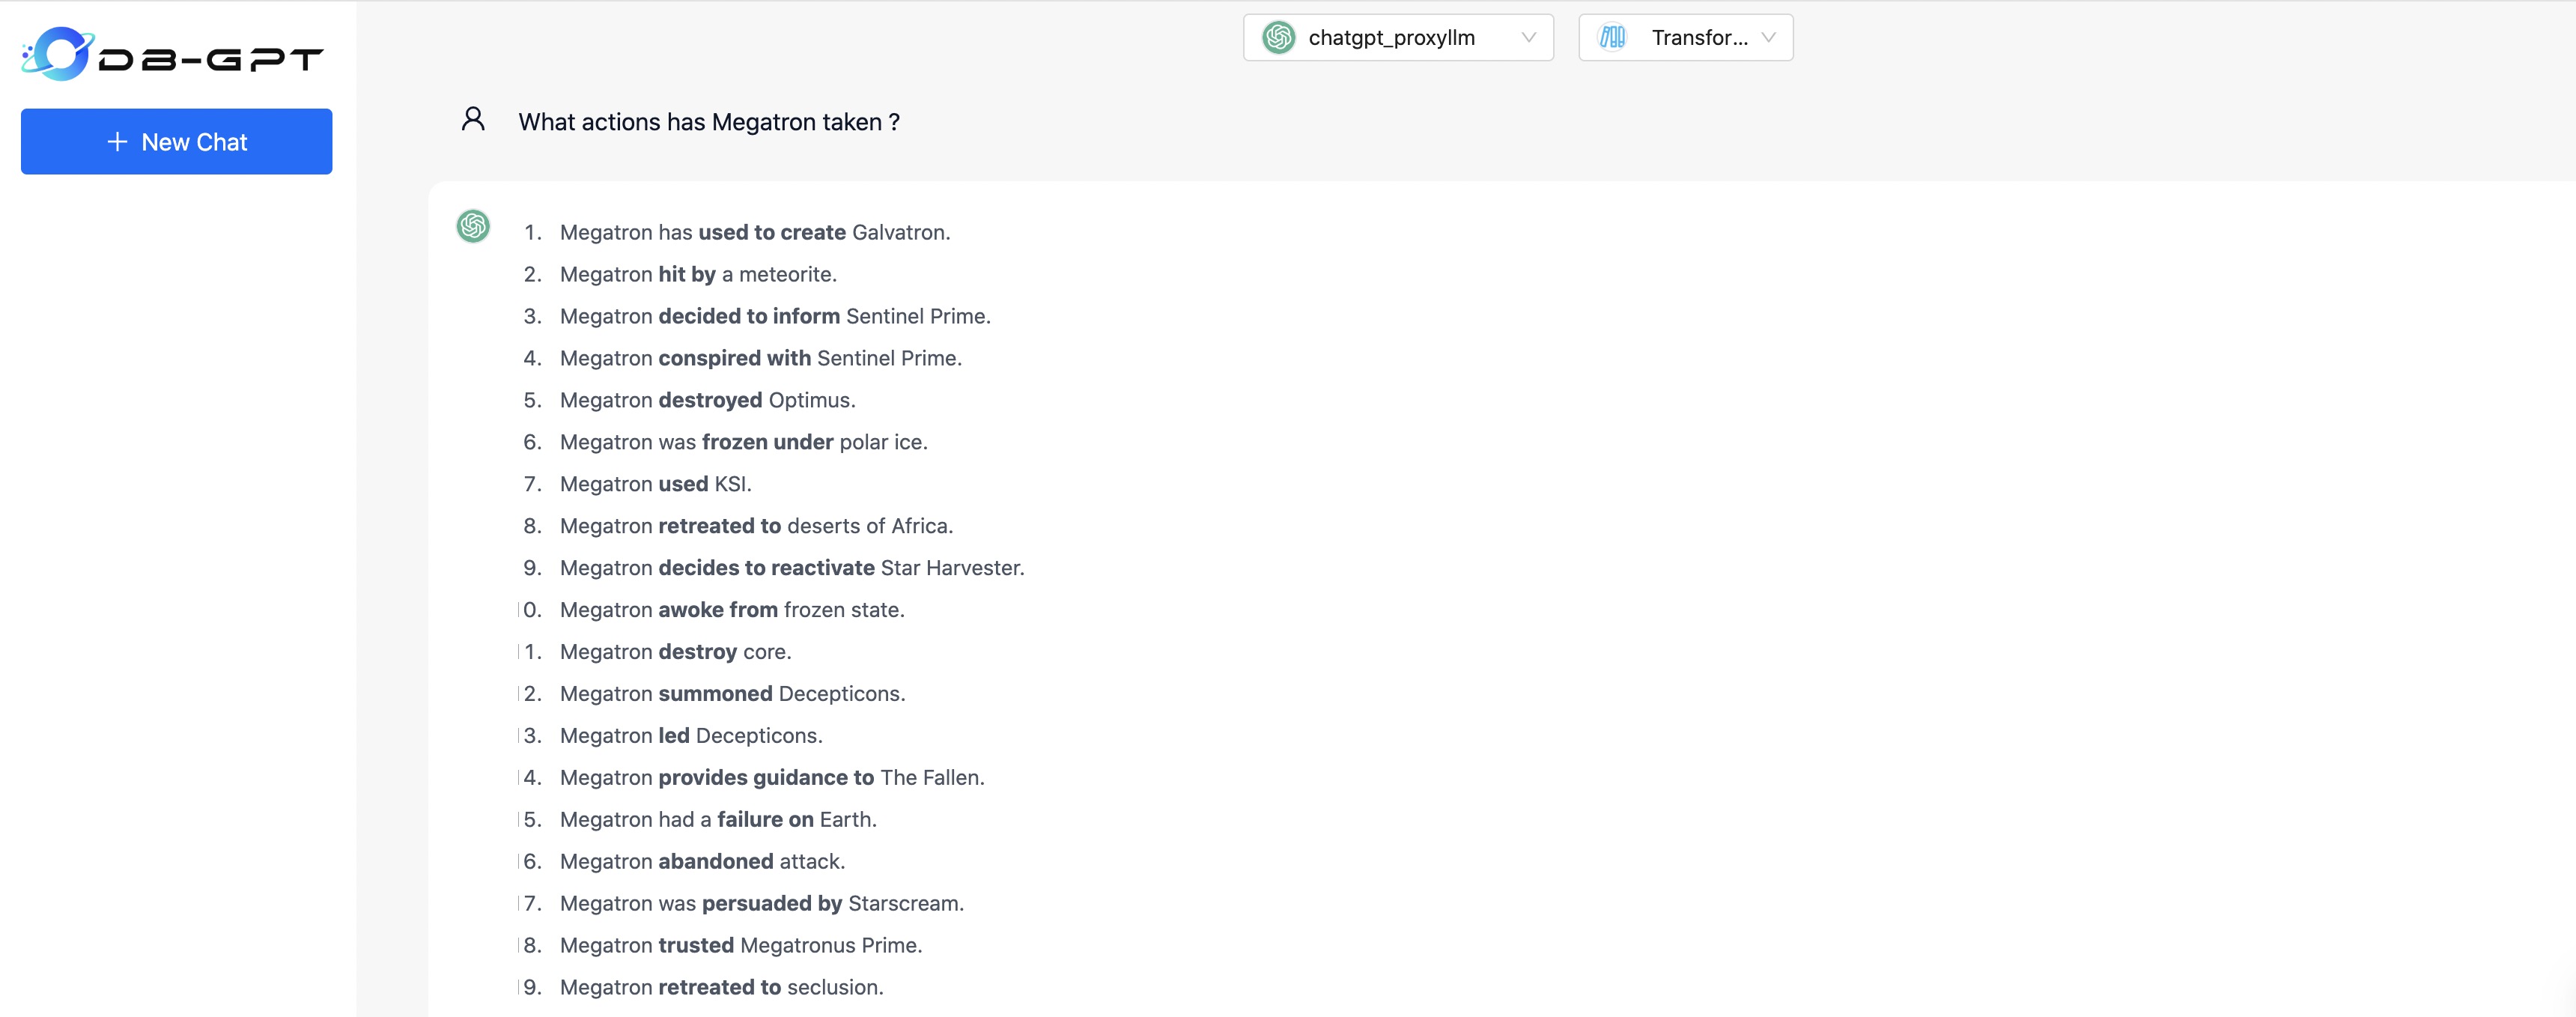 DB-GPT
chatgpt_proxyllm
Transfor...
+ New Chat
What actions has Megatron taken ?
1. Megatron has used to create Galvatron.
2. Megatron hit by a meteorite.
3. Megatron decided to inform Sentinel Prime.
4. Megatron conspired with Sentinel Prime.
5. Megatron destroyed Optimus.
6. Megatron was frozen under polar ice.
7. Megatron used KSI.
8. Megatron retreated to deserts of Africa.
9. Megatron decides to reactivate Star Harvester.
10. Megatron awoke from frozen state.
11. Megatron destroy core.
12. Megatron summoned Decepticons.
13. Megatron led Decepticons.
14. Megatron provides guidance to The Fallen.
15. Megatron had a failure on Earth.
16. Megatron abandoned attack.
17. Megatron was persuaded by Starscream.
18. Megatron trusted Megatronus Prime.
19. Megatron retreated to seclusion.